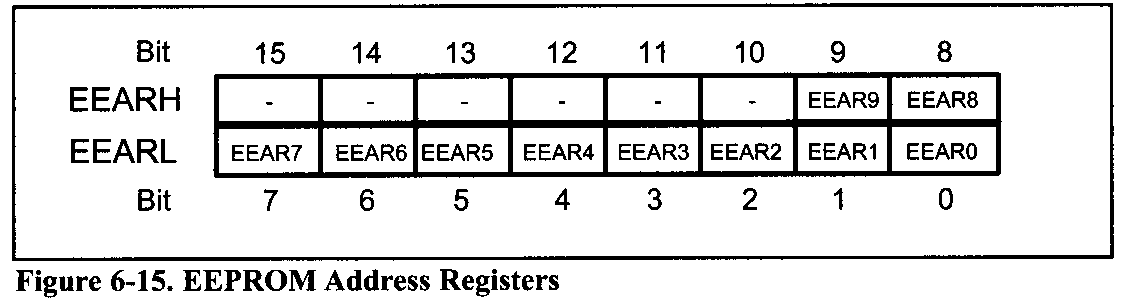 Bit 15 14 13 12 11 10 9 8
EEARH - - - - - - EEAR9 EEAR8
EEARL EEAR7 EEAR6 EEAR5 EEAR4 EEAR3 EEAR2 EEAR1 EEAR0
Bit 7 6 5 4 3 2 1 0
Figure 6-15. EEPROM Address Registers